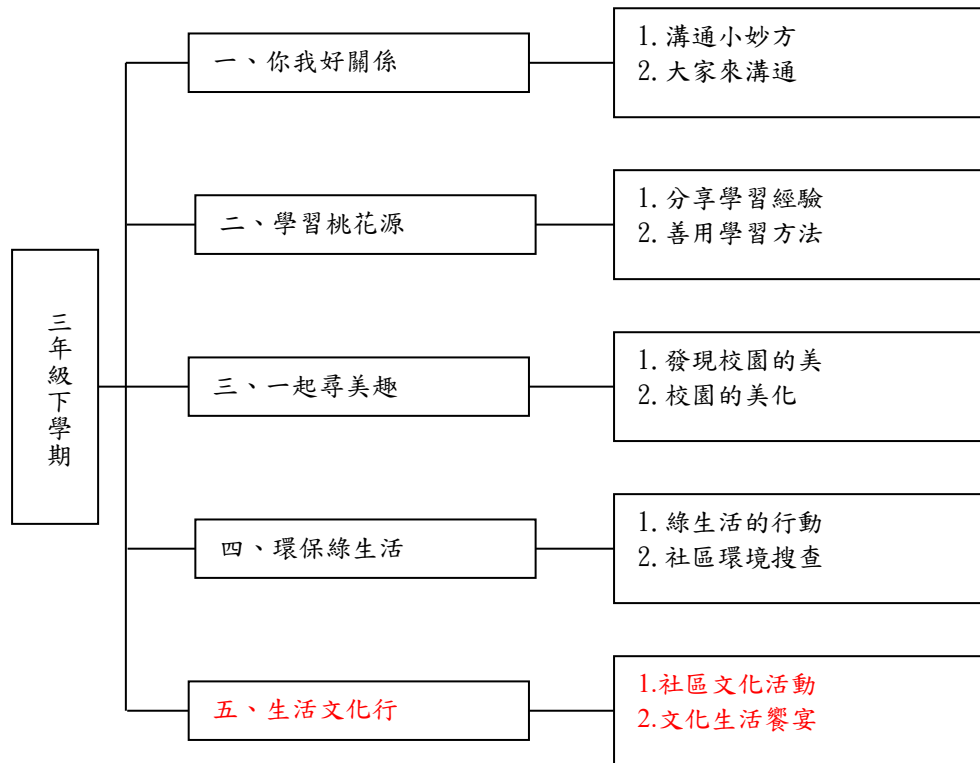 三年級下學期
一、你我好關係
1.溝通小妙方
2.大家來溝通
二、學習桃花源
1.分享學習經驗
2.善用學習方法
三、一起尋美趣
1.發現校園的美
2.校園的美化
四、環保綠生活
1.綠生活的行動
2.社區環境搜查
五、生活文化行
1.社區文化活動
2.文化生活饗宴